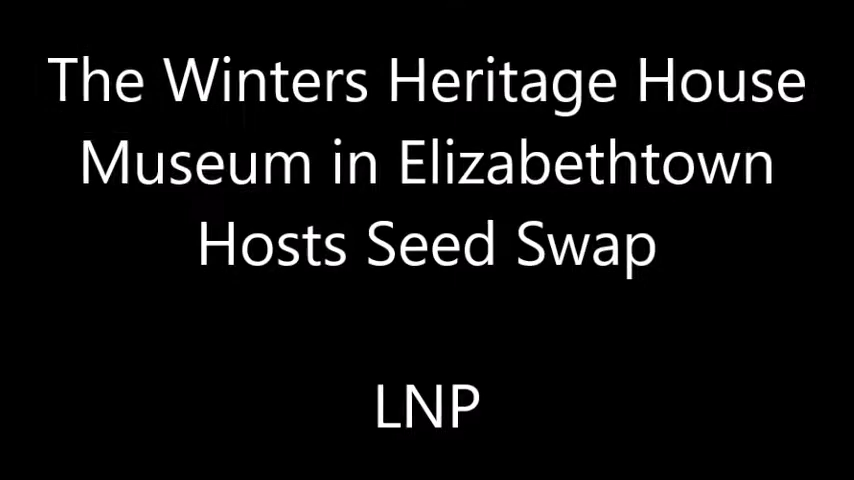 The Winters Heritage House
Museum in Elizabethtown
Hosts Seed Swap
LNP